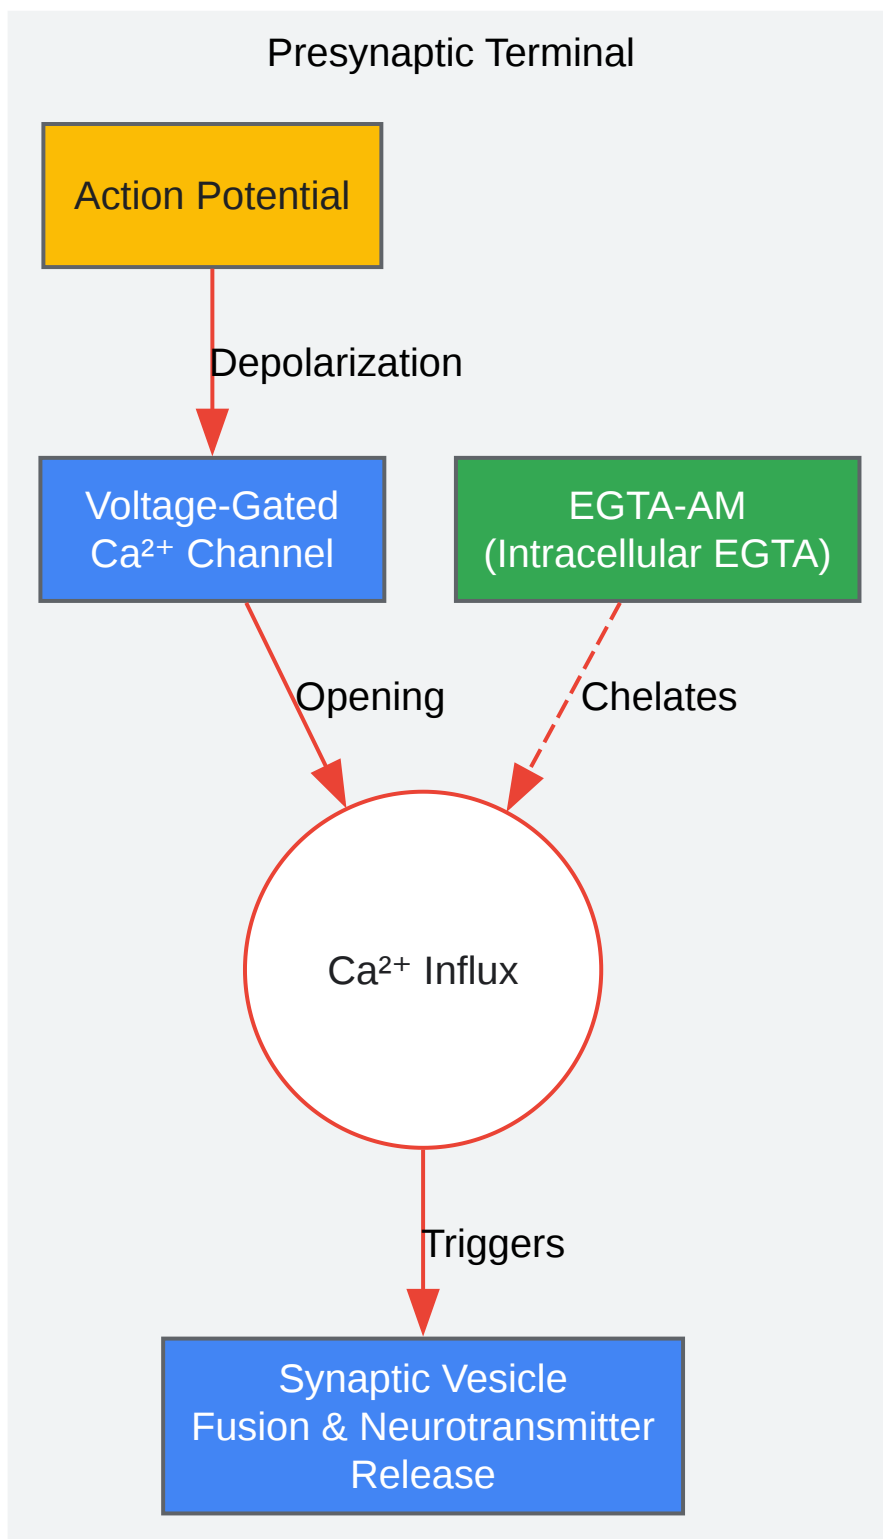 Presynaptic Terminal
Action Potential
Depolarization
Voltage-Gated
Ca²⁺ Channel
EGTA-AM
(Intracellular EGTA)
Opening
Chelates
Ca²⁺ Influx
Triggers
Synaptic Vesicle
Fusion & Neurotransmitter
Release